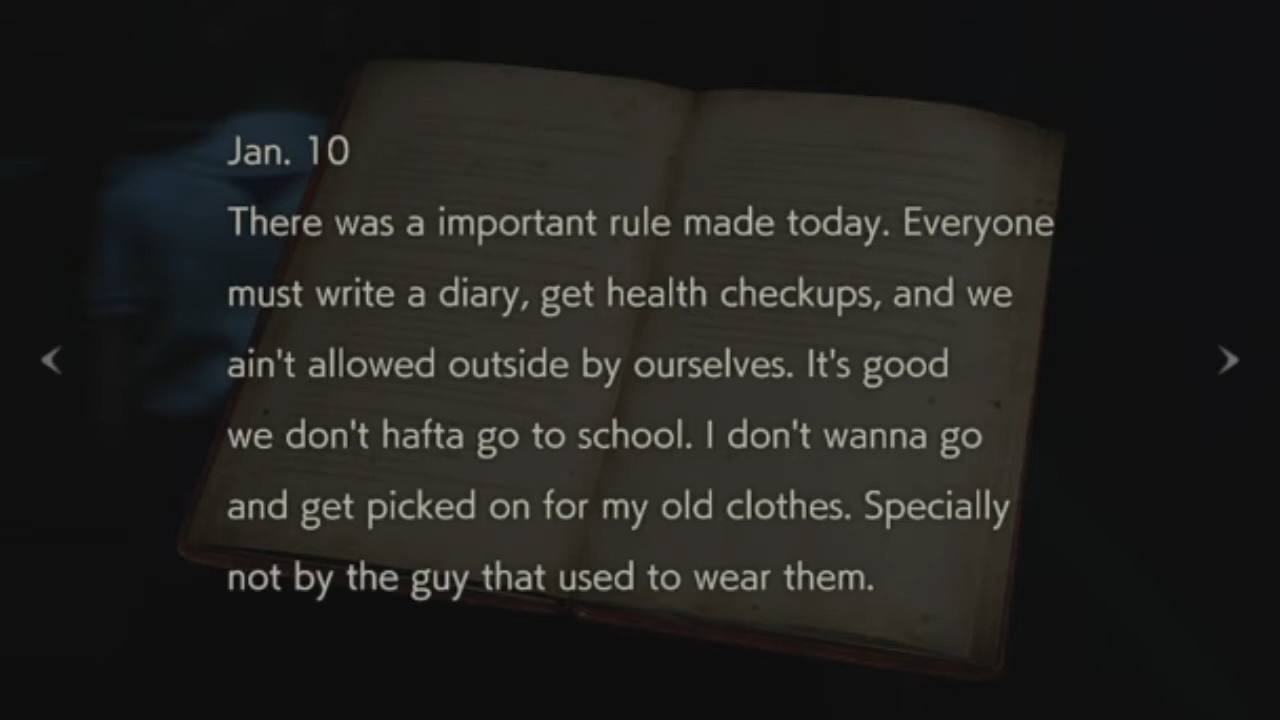 Jan. 10
There was a important rule made today. Everyone
must write a diary, get health checkups, and we
ain't allowed outside by ourselves. It's good
we don't hafta go to school. I don't wanna go
and get picked on for my old clothes. Specially
not by the guy that used to wear them.